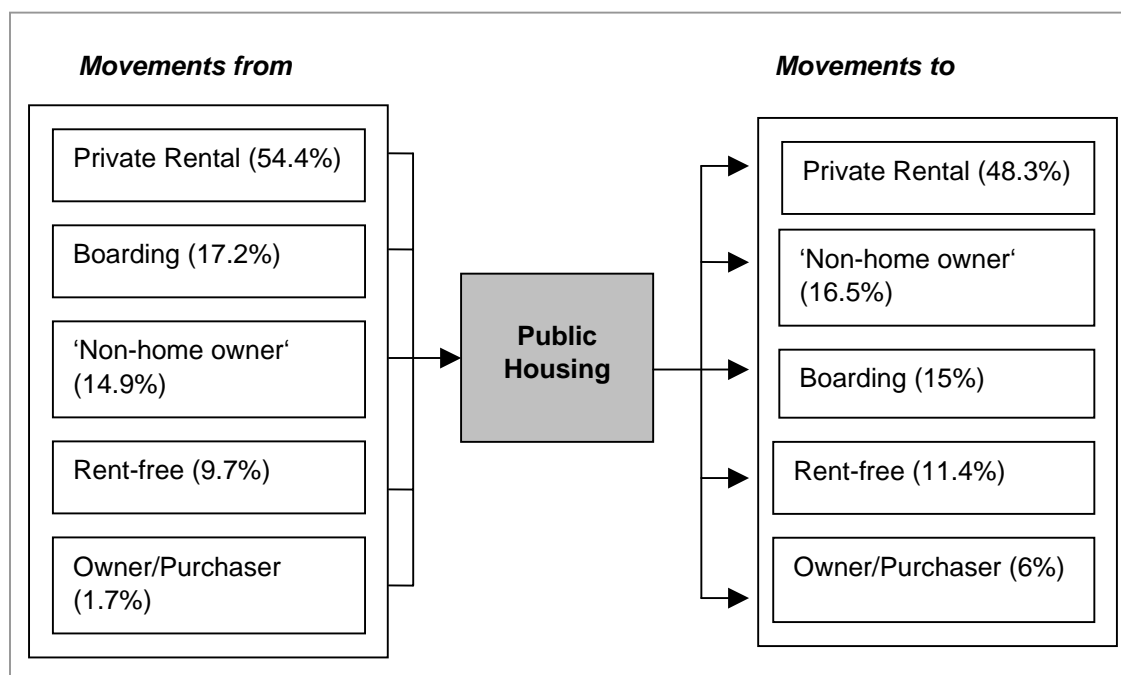 Movements from
Private Rental (54.4%)
Boarding (17.2%)
‘Non-home owner‘
(14.9%)
Rent-free (9.7%)
Owner/Purchaser
(1.7%)
Public
Housing
Movements to
Private Rental (48.3%)
‘Non-home owner‘
(16.5%)
Boarding (15%)
Rent-free (11.4%)
Owner/Purchaser (6%)